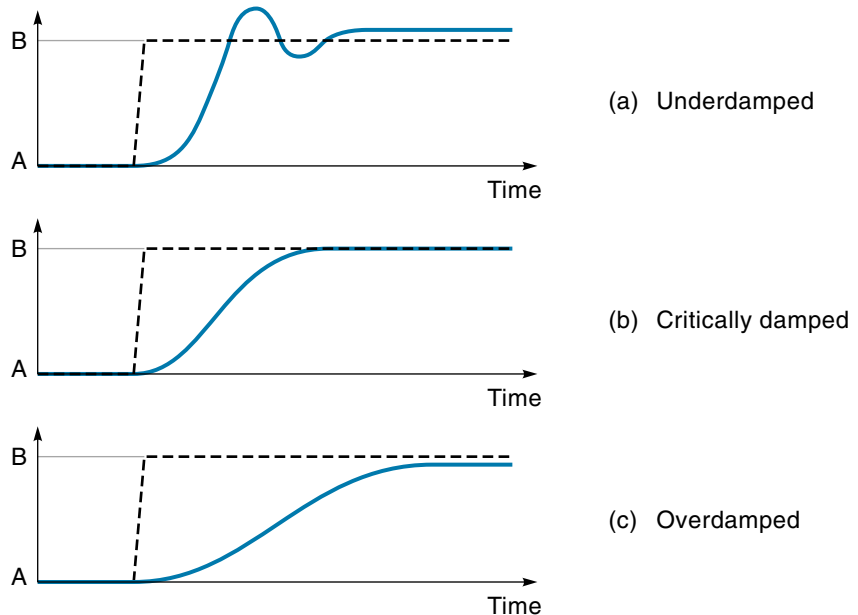 B
A
Time
(a) Underdamped
B
A
Time
(b) Critically damped
B
A
Time
(c) Overdamped